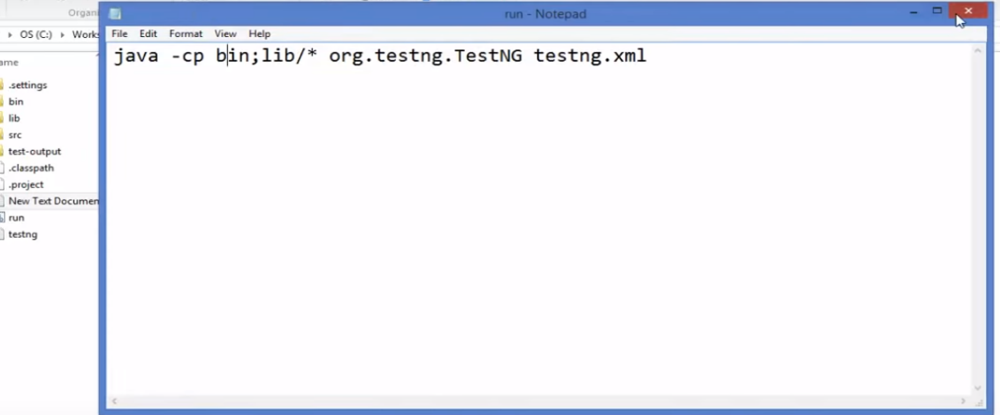 Organi
run - Notepad
OS (C:)
Works
File Edit Format View Help
java -cp bin;lib/* org.testng.TestNG testng.xml
ame
.settings
bin
lib
src
test-output
.classpath
.project
New Text Documen
run
testng